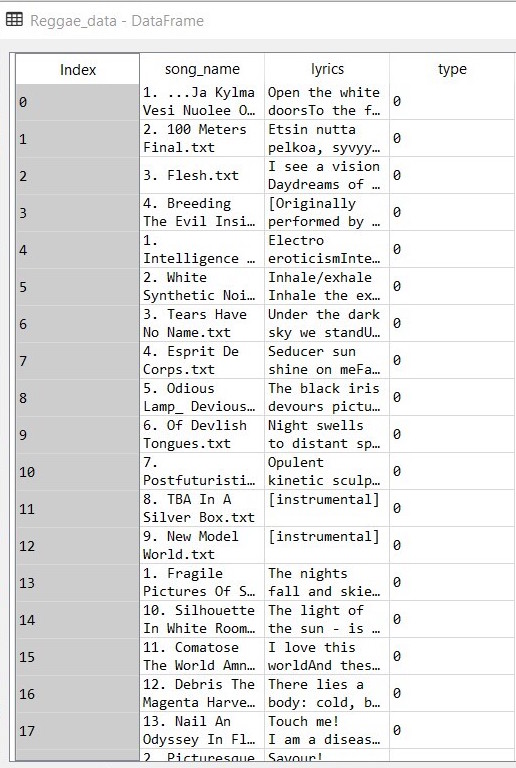 Reggae_data - DataFrame
Index song_name lyrics type
0 1. ...Ja Kylma Open the white 0
Vesi Nuolee O... doorsTo the f...
1 2. 100 Meters Etsin nutta 0
Final.txt pelkoa, syvyy...
2 3. Flesh.txt I see a vision 0
Daydreams of ...
3 4. Breeding [Originally 0
The Evil Insi... performed by ...
4 1. Electro 0
Intelligence ... eroticismInte...
5 2. White Inhale/exhale 0
Synthetic Noi... Inhale the ex...
6 3. Tears Have Under the dark 0
No Name.txt sky we standU...
7 4. Esprit De Seducer sun 0
Corps.txt shine on meFa...
8 5. Odious The black iris 0
Lamp_ Devious... devours pictu...
9 6. Of Devlish Night swells 0
Tongues.txt to distant sp...
10 7. Opulent 0
Postfuturisti... kinetic sculp...
11 8. TBA In A [instrumental] 0
Silver Box.txt
12 9. New Model [instrumental] 0
World.txt
13 1. Fragile The nights 0
Pictures Of S... fall and skie...
14 10. Silhouette The light of 0
In White Room... the sun - is ...
15 11. Comatose I love this 0
The World Amn... worldAnd thes...
16 12. Debris The There lies a 0
Magenta Harve... body: cold, b...
17 13. Nail An Touch me! 0
Odyssey In Fl... I am a diseas...
2. Picturesque Savour!